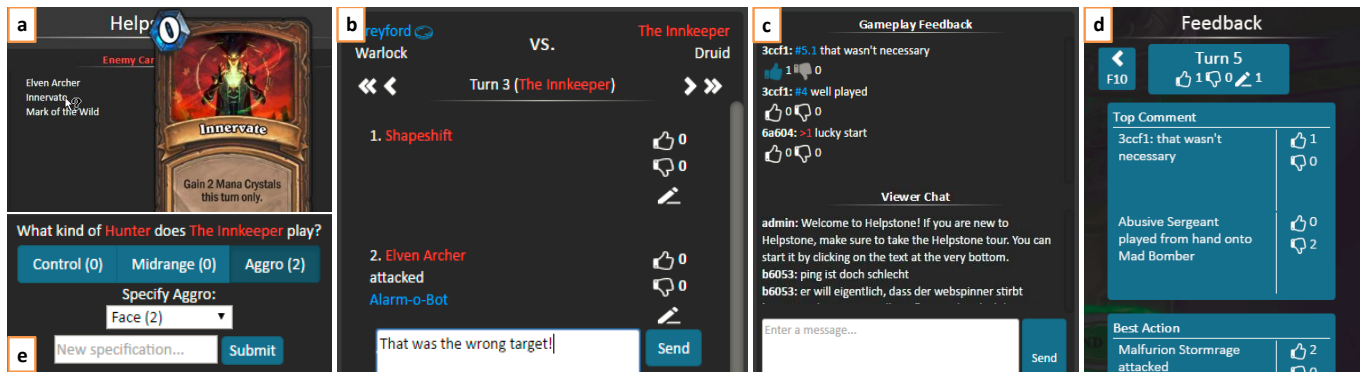 a
Help
0
Enemy Car
Elven Archer
Innervate
Mark of the Wild
Innervate
Gain 2 Mana Crystals
this turn only.
What kind of Hunter does The Innkeeper play?
Control (0)
Midrange (0)
Aggro (2)
Specify Aggro:
Face (2)
e
New specification...
Submit
b
reyford
VS.
The Innkeeper
Warlock
Druid
Turn 3 (The Innkeeper)
1. Shapeshift
0
0
2. Elven Archer
attacked
Alarm-o-Bot
0
0
That was the wrong target!
Send
c
Gameplay Feedback
3ccf1: #5.1 that wasn't necessary
1 0
3ccf1: #4 well played
0 0
6a604: >1 lucky start
0 0
Viewer Chat
admin: Welcome to Helpstone! If you are new to
Helpstone, make sure to take the Helpstone tour. You can
start it by clicking on the text at the very bottom.
b6053: ping ist doch schlecht
b6053: er will eigentlich, dass der webspinner stirbt
Enter a message...
Send
d
Feedback
F10
Turn 5
1 0 1
Top Comment
3ccf1: that wasn't
necessary
1
0
Abusive Sergeant
played from hand onto
Mad Bomber
0
2
Best Action
Malfurion Stormrage
attacked
2